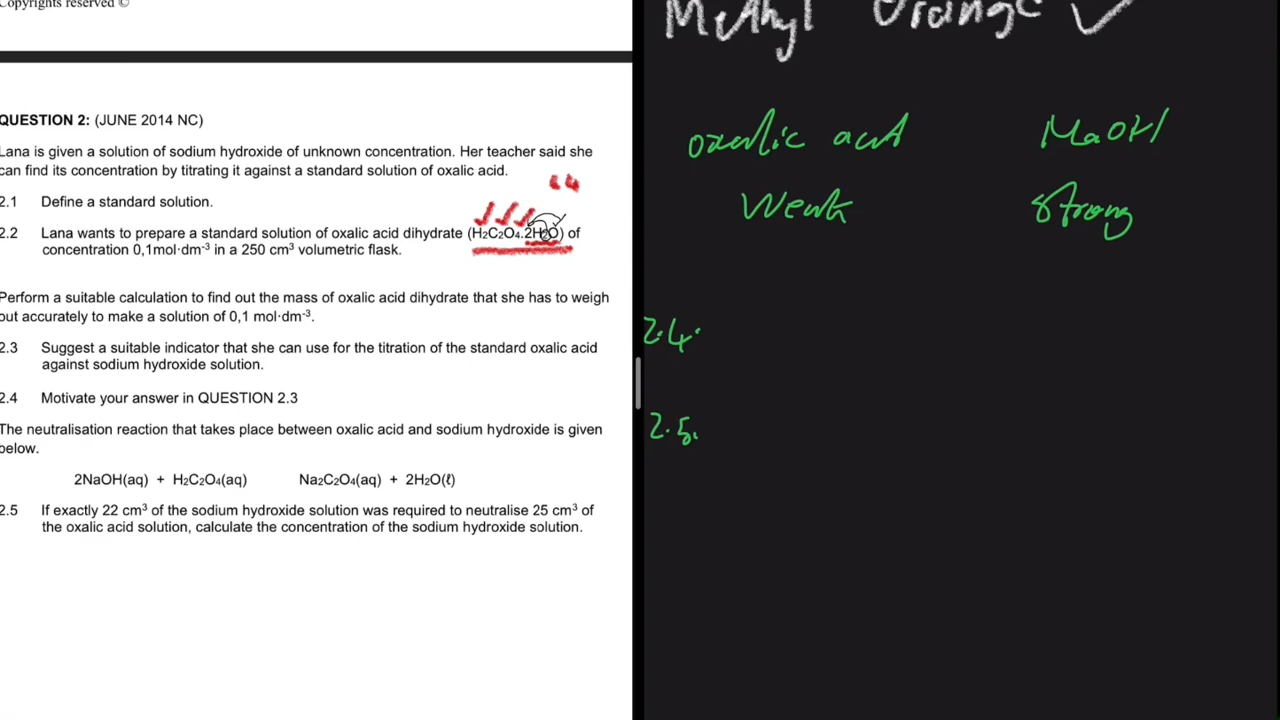 Copyrights reserved ©
QUESTION 2: (JUNE 2014 NC)
Lana is given a solution of sodium hydroxide of unknown concentration. Her teacher said she
can find its concentration by titrating it against a standard solution of oxalic acid.
2.1 Define a standard solution.
2.2 Lana wants to prepare a standard solution of oxalic acid dihydrate (H2C2O4.2H2O) of
concentration 0,1mol·dm-3 in a 250 cm3 volumetric flask.
Perform a suitable calculation to find out the mass of oxalic acid dihydrate that she has to weigh
out accurately to make a solution of 0,1 mol·dm-3.
2.3 Suggest a suitable indicator that she can use for the titration of the standard oxalic acid
against sodium hydroxide solution.
2.4 Motivate your answer in QUESTION 2.3
The neutralisation reaction that takes place between oxalic acid and sodium hydroxide is given
below.
2NaOH(aq) + H2C2O4(aq) Na2C2O4(aq) + 2H2O(ℓ)
2.5 If exactly 22 cm3 of the sodium hydroxide solution was required to neutralise 25 cm3 of
the oxalic acid solution, calculate the concentration of the sodium hydroxide solution.
Methyl Orange ✓
oxalic acid NaOH
Weak Strong
2.4.
2.5.